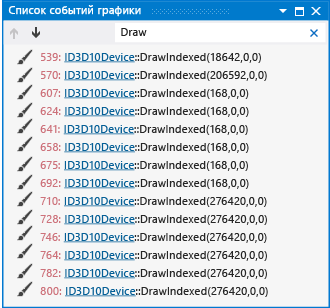 Список событий графики
Draw
539: ID3D10Device::DrawIndexed(18642,0,0)
570: ID3D10Device::DrawIndexed(206592,0,0)
607: ID3D10Device::DrawIndexed(168,0,0)
624: ID3D10Device::DrawIndexed(168,0,0)
641: ID3D10Device::DrawIndexed(168,0,0)
658: ID3D10Device::DrawIndexed(168,0,0)
675: ID3D10Device::DrawIndexed(168,0,0)
692: ID3D10Device::DrawIndexed(168,0,0)
710: ID3D10Device::DrawIndexed(276420,0,0)
728: ID3D10Device::DrawIndexed(276420,0,0)
746: ID3D10Device::DrawIndexed(276420,0,0)
764: ID3D10Device::DrawIndexed(276420,0,0)
782: ID3D10Device::DrawIndexed(276420,0,0)
800: ID3D10Device::DrawIndexed(276420,0,0)